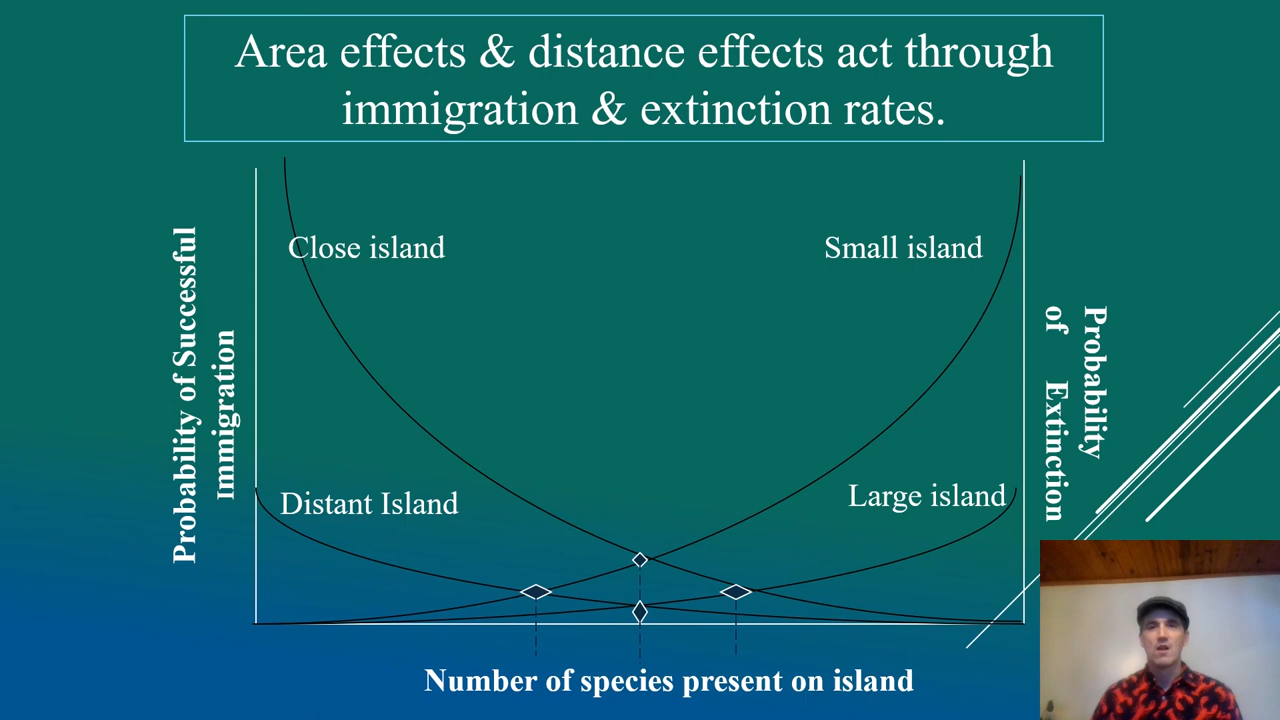 Area effects & distance effects act through
immigration & extinction rates.
Close island
Small island
Probability of Successful
Immigration
Probability
of Extinction
Distant Island
Large island
Number of species present on island